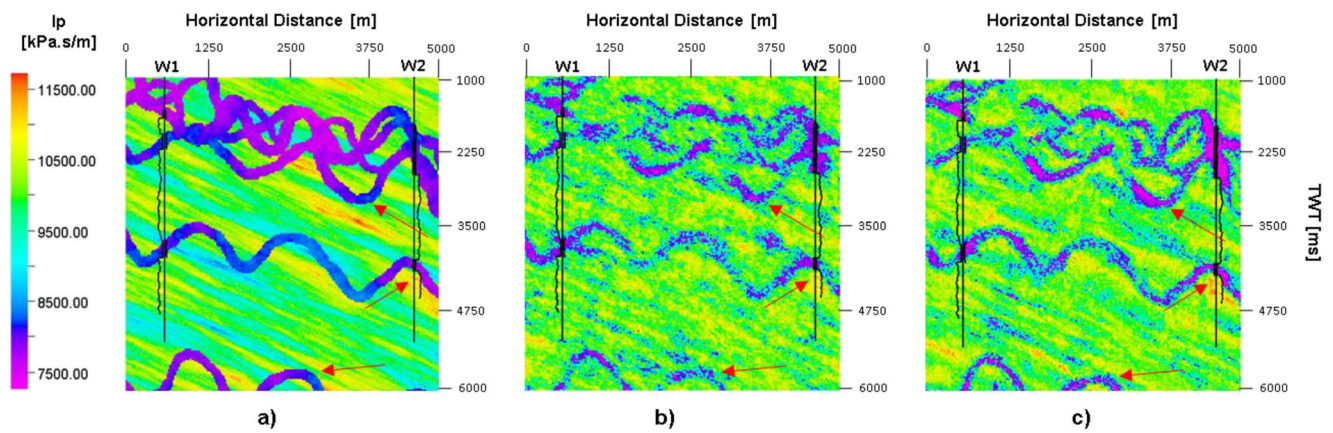 Ip
[kPa.s/m]
11500.00
10500.00
9500.00
8500.00
7500.00
Horizontal Distance [m]
0 1250 2500 3750 5000
W1 W2
1000
2250
3500
4750
6000
a)
Horizontal Distance [m]
0 1250 2500 3750 5000
W1 W2
1000
2250
3500
4750
6000
b)
Horizontal Distance [m]
0 1250 2500 3750 5000
W1 W2
1000
2250
3500
4750
6000
TWT [ms]
c)